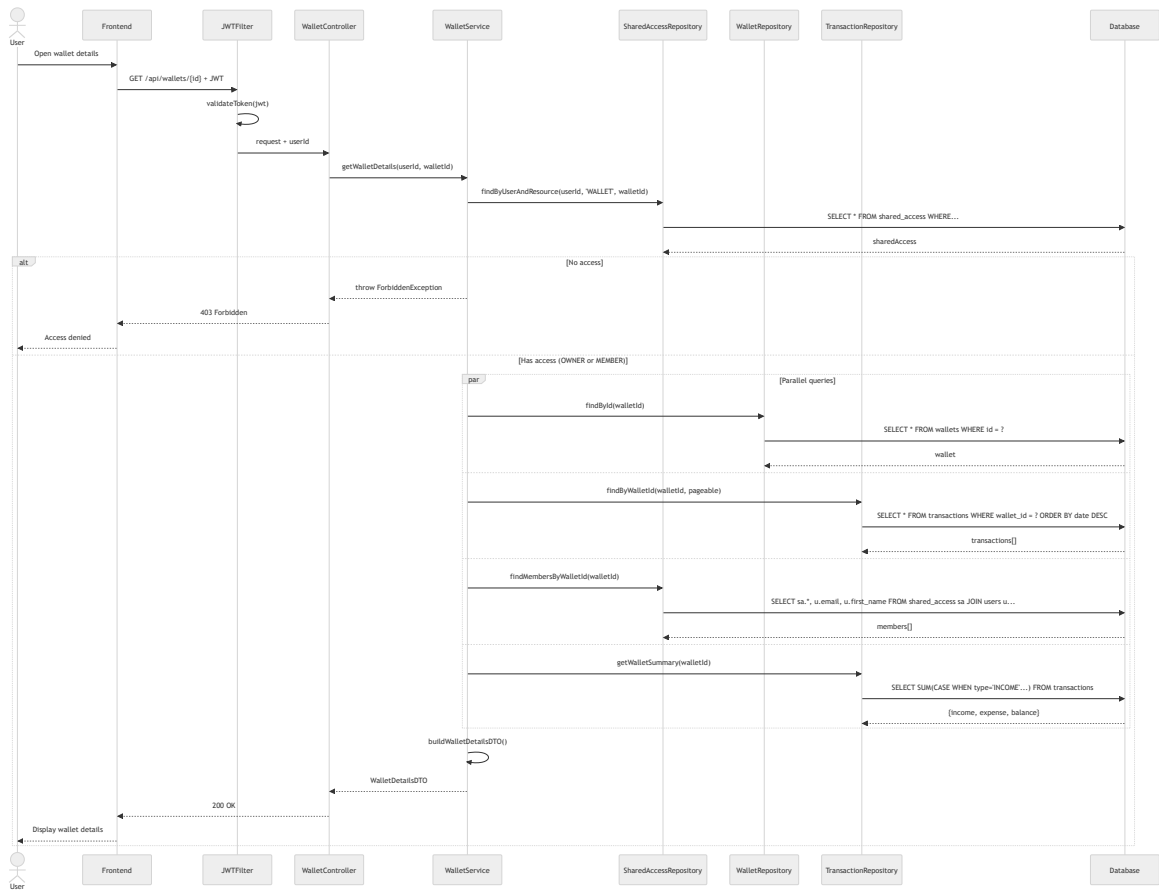 User
Frontend
JWTFilter
WalletController
WalletService
SharedAccessRepository
WalletRepository
TransactionRepository
Database
Open wallet details
GET /api/wallets/{id} + JWT
validateToken(jwt)
request + userId
getWalletDetails(userId, walletId)
findByUserAndResource(userId, 'WALLET', walletId)
SELECT * FROM shared_access WHERE...
sharedAccess
alt
[No access]
throw ForbiddenException
403 Forbidden
Access denied
[Has access (OWNER or MEMBER)]
par
[Parallel queries]
findById(walletId)
SELECT * FROM wallets WHERE id = ?
wallet
findByWalletId(walletId, pageable)
SELECT * FROM transactions WHERE wallet_id = ? ORDER BY date DESC
transactions[]
findMembersByWalletId(walletId)
SELECT sa.*, u.email, u.first_name FROM shared_access sa JOIN users u...
members[]
getWalletSummary(walletId)
SELECT SUM(CASE WHEN type='INCOME'...) FROM transactions
{income, expense, balance}
buildWalletDetailsDTO()
WalletDetailsDTO
200 OK
Display wallet details
User
Frontend
JWTFilter
WalletController
WalletService
SharedAccessRepository
WalletRepository
TransactionRepository
Database